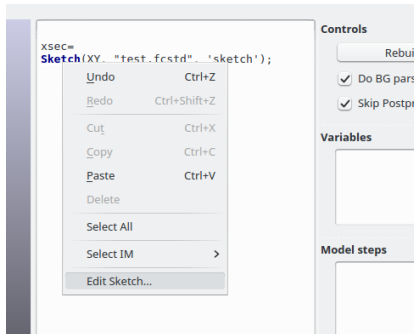 xsec=
Sketch(XY, "test.fcstd", 'sketch');
Undo Ctrl+Z
Redo Ctrl+Shift+Z
Cut Ctrl+X
Copy Ctrl+C
Paste Ctrl+V
Delete
Select All
Select IM
Edit Sketch...
Controls
Rebui
Do BG pars
Skip Postpr
Variables
Model steps